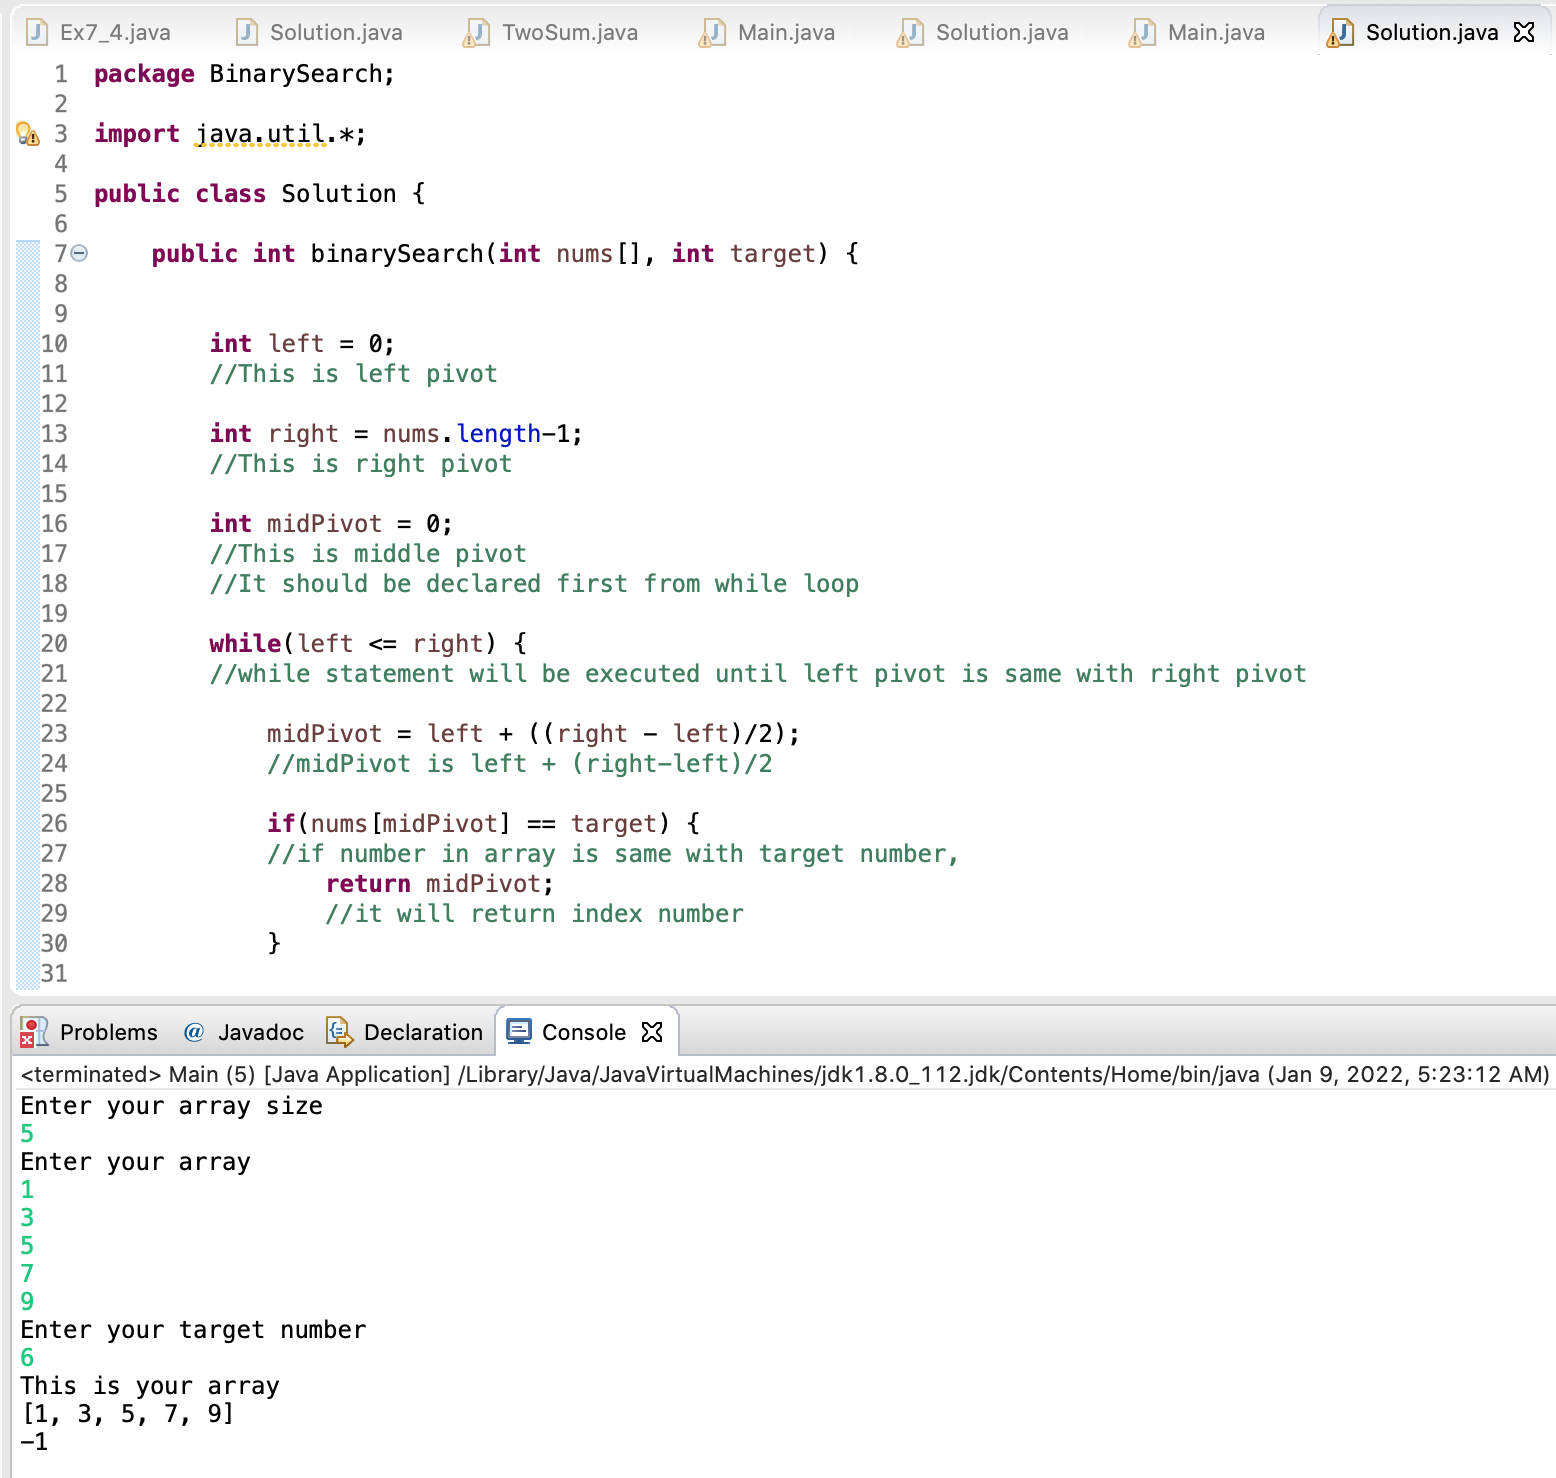 Ex7_4.java Solution.java TwoSum.java Main.java Solution.java Main.java Solution.java
1 package BinarySearch;
2
3 import java.util.*;
4
5 public class Solution {
6
7 public int binarySearch(int nums[], int target) {
8
9
10 int left = 0;
11 //This is left pivot
12
13 int right = nums.length-1;
14 //This is right pivot
15
16 int midPivot = 0;
17 //This is middle pivot
18 //It should be declared first from while loop
19
20 while(left <= right) {
21 //while statement will be executed until left pivot is same with right pivot
22
23 midPivot = left + ((right - left)/2);
24 //midPivot is left + (right-left)/2
25
26 if(nums[midPivot] == target) {
27 //if number in array is same with target number,
28 return midPivot;
29 //it will return index number
30 }
31
Problems @ Javadoc Declaration Console
<terminated> Main (5) [Java Application] /Library/Java/JavaVirtualMachines/jdk1.8.0_112.jdk/Contents/Home/bin/java (Jan 9, 2022, 5:23:12 AM)
Enter your array size
5
Enter your array
1
3
5
7
9
Enter your target number
6
This is your array
[1, 3, 5, 7, 9]
-1